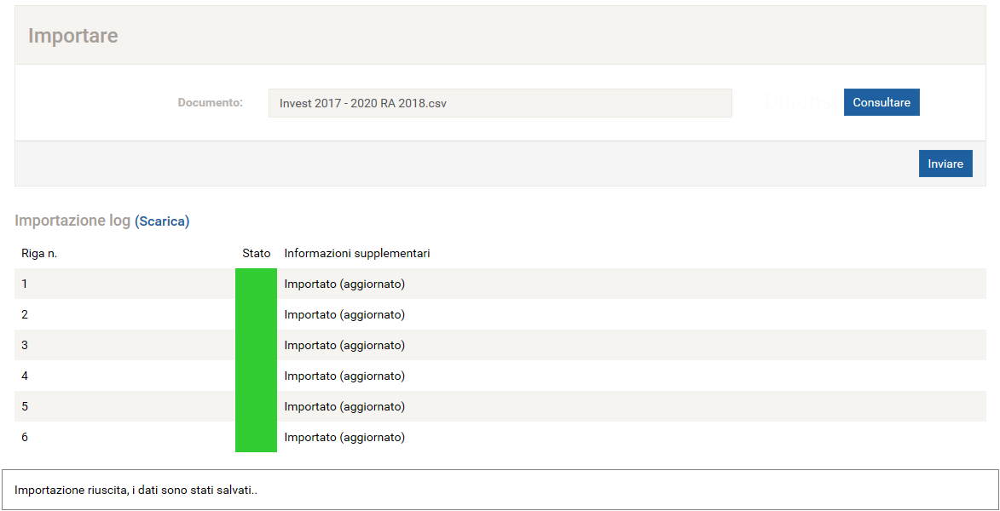 Importare
Documento: Invest 2017 - 2020 RA 2018.csv Consultare
Inviare
Importazione log (Scarica)
Riga n. Stato Informazioni supplementari
1 Importato (aggiornato)
2 Importato (aggiornato)
3 Importato (aggiornato)
4 Importato (aggiornato)
5 Importato (aggiornato)
6 Importato (aggiornato)
Importazione riuscita, i dati sono stati salvati..